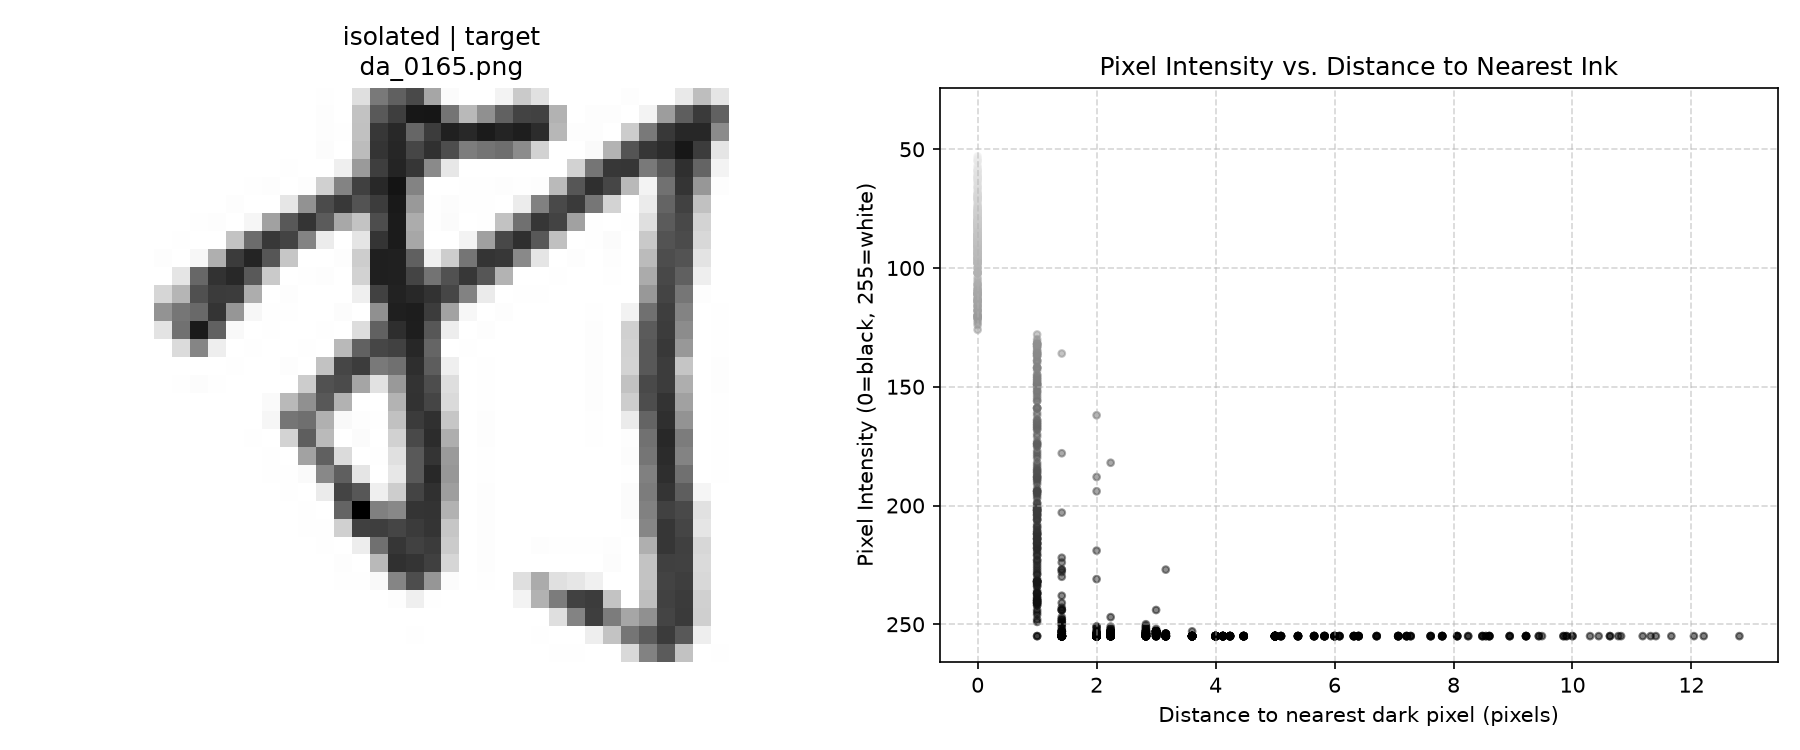 isolated | target
da_0165.png
打
Pixel Intensity vs. Distance to Nearest Ink
Pixel Intensity (0=black, 255=white)
50
100
150
200
250
0 2 4 6 8 10 12
Distance to nearest dark pixel (pixels)